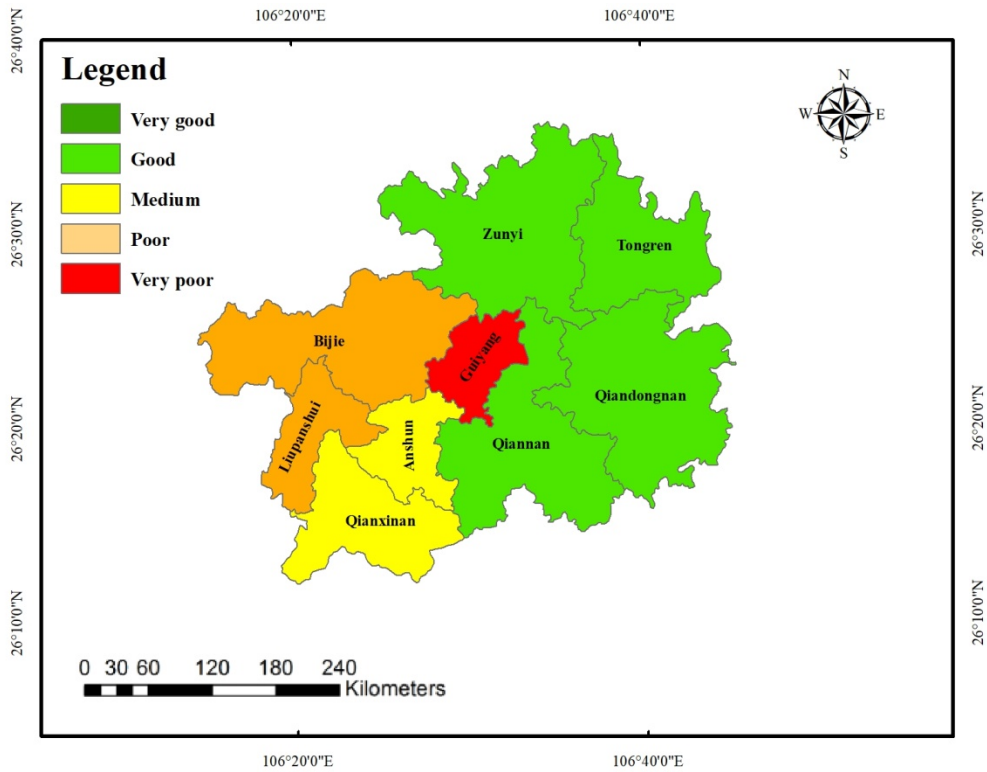 106°20'0"E 106°40'0"E
26°40'0"N
Legend
Very good
Good
Medium
Poor
Very poor
N
W E
S
26°30'0"N
26°30'0"N
Zunyi
Tongren
Bijie
Guiyang
Qiandongnan
26°20'0"N
26°20'0"N
Liupanshui
Anshun
Qiannan
Qianxinan
26°10'0"N
26°10'0"N
0 30 60 120 180 240
Kilometers
106°20'0"E 106°40'0"E